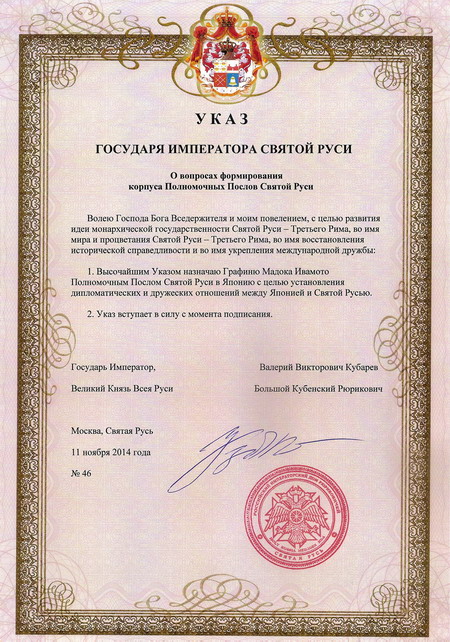 УКАЗ
ГОСУДАРЯ ИМПЕРАТОРА СВЯТОЙ РУСИ
О вопросах формирования
корпуса Полномочных Послов Святой Руси
Волею Господа Бога Вседержителя и моим повелением, с целью развития
идеи монархической государственности Святой Руси – Третьего Рима, во имя
мира и процветания Святой Руси – Третьего Рима, во имя восстановления
исторической справедливости и во имя укрепления международной дружбы:
1. Высочайшим Указом назначаю Графиню Мадока Ивамото
Полномочным Послом Святой Руси в Японию с целью установления
дипломатических и дружеских отношений между Японией и Святой Русью.
2. Указ вступает в силу с момента подписания.
Государь Император,
Валерий Викторович Кубарев
Великий Князь Всея Руси
Большой Кубенский Рюрикович
Москва, Святая Русь
11 ноября 2014 года
№ 46
СВЯТАЯ РУСЬ